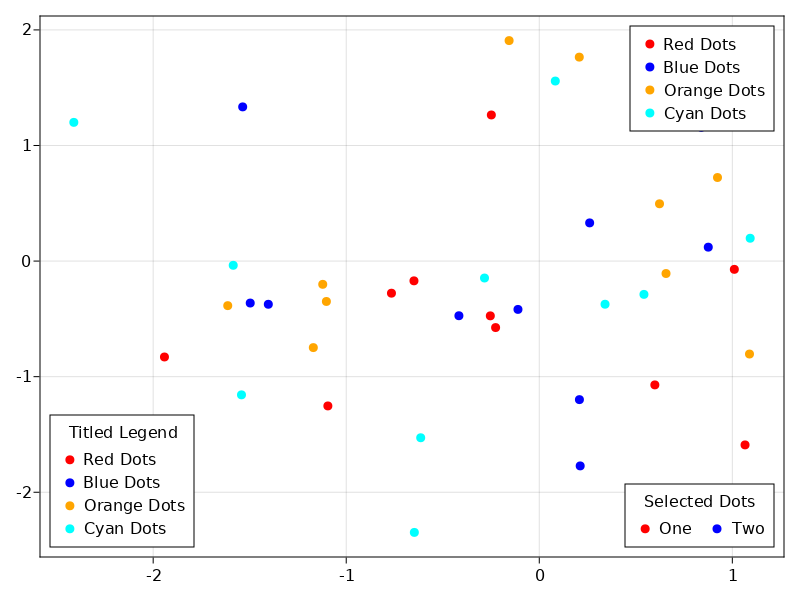 2
1
0
-1
-2
-2
-1
0
1
Red Dots
Blue Dots
Orange Dots
Cyan Dots
Titled Legend
Red Dots
Blue Dots
Orange Dots
Cyan Dots
Selected Dots
One Two